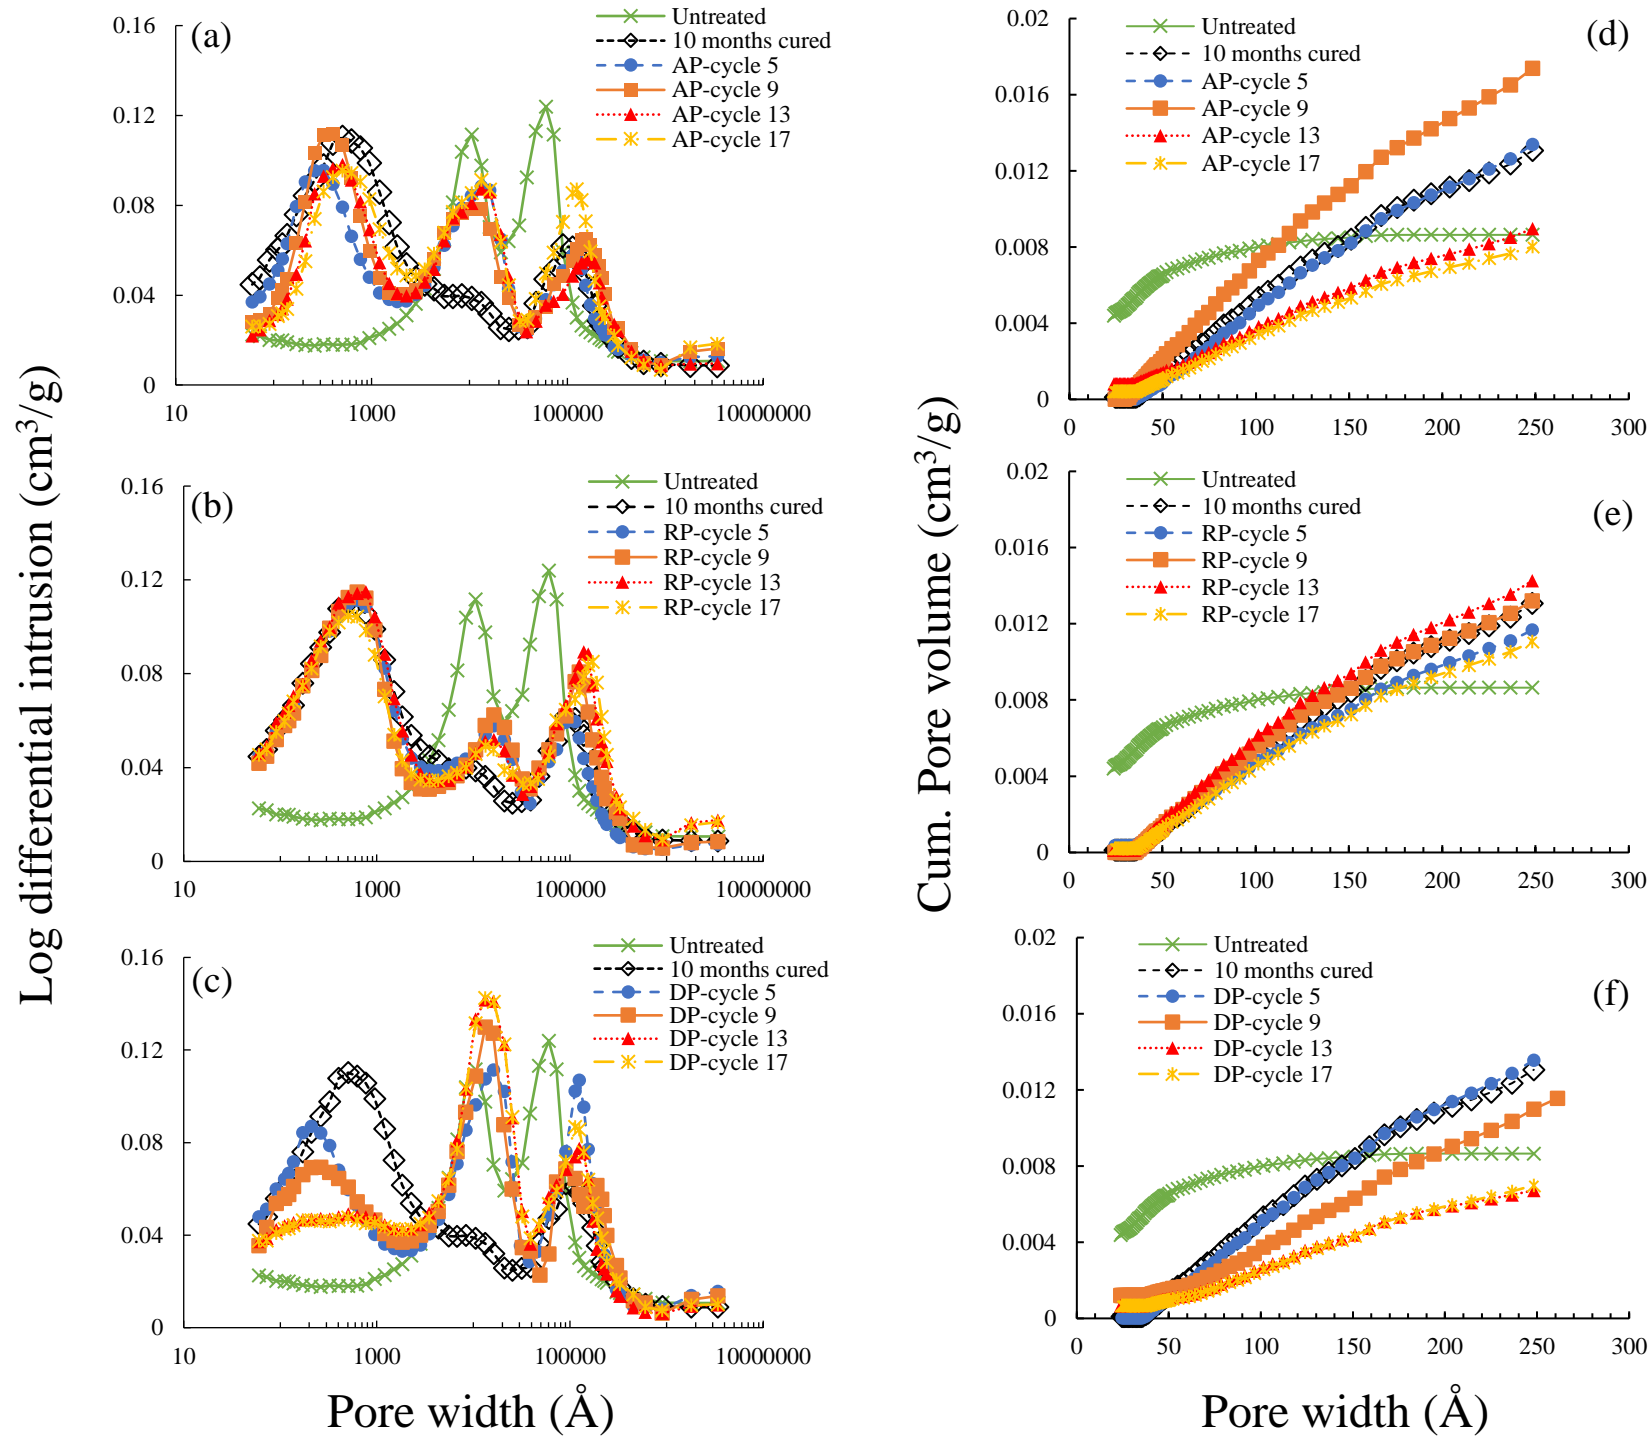 Log differential intrusion (cm³/g)
(a)
0.16
0.12
0.08
0.04
0
10
1000
100000
10000000
Untreated
10 months cured
AP-cycle 5
AP-cycle 9
AP-cycle 13
AP-cycle 17
(b)
0.16
0.12
0.08
0.04
0
10
1000
100000
10000000
Untreated
10 months cured
RP-cycle 5
RP-cycle 9
RP-cycle 13
RP-cycle 17
(c)
0.16
0.12
0.08
0.04
0
10
1000
100000
10000000
Untreated
10 months cured
DP-cycle 5
DP-cycle 9
DP-cycle 13
DP-cycle 17
Pore width (Å)
Cum. Pore volume (cm³/g)
(d)
0.02
0.016
0.012
0.008
0.004
0
0
50
100
150
200
250
300
Untreated
10 months cured
AP-cycle 5
AP-cycle 9
AP-cycle 13
AP-cycle 17
(e)
0.02
0.016
0.012
0.008
0.004
0
0
50
100
150
200
250
300
Untreated
10 months cured
RP-cycle 5
RP-cycle 9
RP-cycle 13
RP-cycle 17
(f)
0.02
0.016
0.012
0.008
0.004
0
0
50
100
150
200
250
300
Untreated
10 months cured
DP-cycle 5
DP-cycle 9
DP-cycle 13
DP-cycle 17
Pore width (Å)